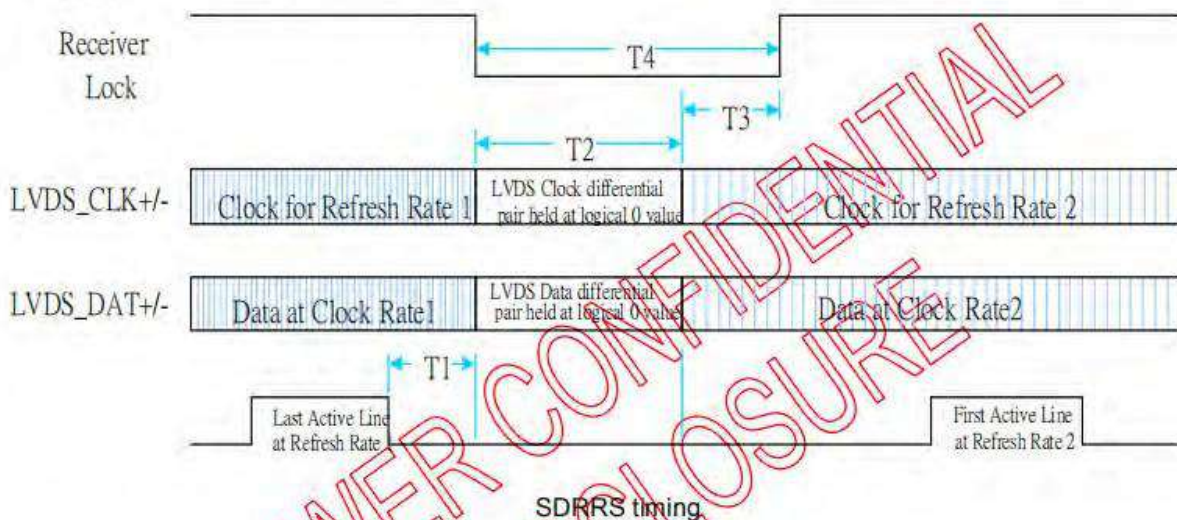 Receiver
Lock
T4
T3
T2
LVDS_CLK+/-
Clock for Refresh Rate 1
LVDS Clock differential
pair held at logical 0 value
Clock for Refresh Rate 2
LVDS_DAT+/-
Data at Clock Rate1
LVDS Data differential
pair held at logical 0 value
Data at Clock Rate2
T1
Last Active Line
at Refresh Rate
First Active Line
at Refresh Rate 2
SDRRS timing
CONFIDENTIAL